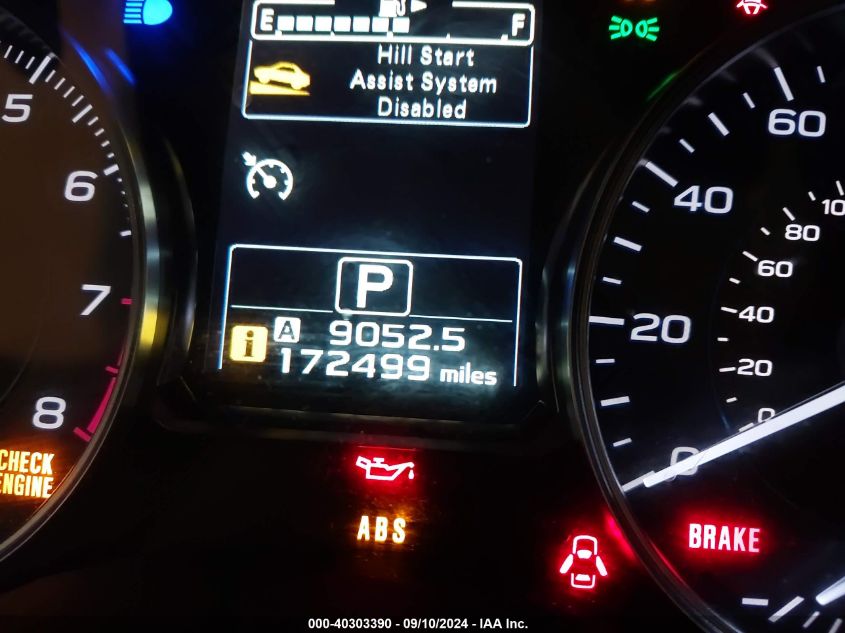 E F
Hill Start
Assist System
Disabled
5
6
7
8
P
A 9052.5
i 172499 miles
60
40
20
0
80
60
40
20
0
CHECK
ENGINE
ABS
BRAKE
000-40303390 - 09/10/2024 - IAA Inc.